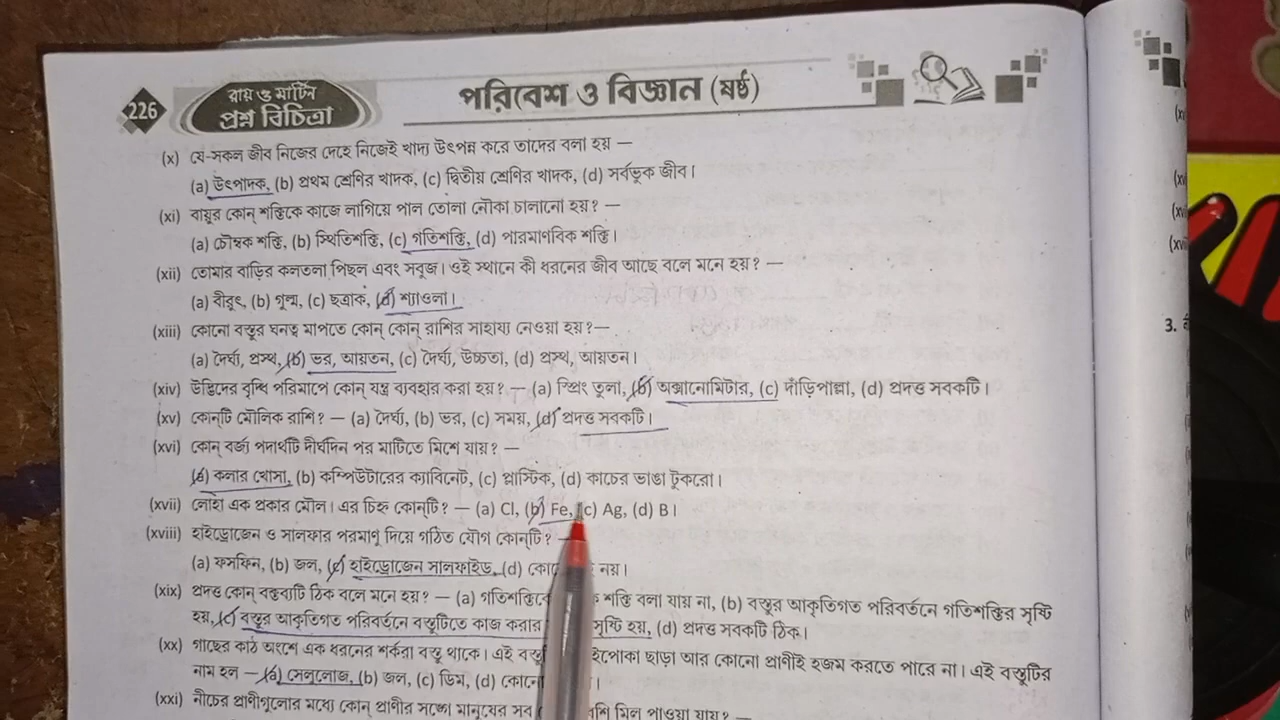 226
রায় ও মার্টিন
প্রশ্ন বিচিত্রা
পরিবেশ ও বিজ্ঞান (ষষ্ঠ)
(x) যে-সকল জীব নিজের দেহে নিজেই খাদ্য উৎপন্ন করে তাদের বলা হয় —
(a) উৎপাদক, (b) প্রথম শ্রেণির খাদক, (c) দ্বিতীয় শ্রেণির খাদক, (d) সর্বভুক জীব।
(xi) বায়ুর কোন্ শক্তিকে কাজে লাগিয়ে পাল তোলা নৌকা চালানো হয়? —
(a) চৌম্বক শক্তি, (b) স্থিতিশক্তি, (c) গতিশক্তি, (d) পারমাণবিক শক্তি।
(xii) তোমার বাড়ির কলতলা পিছল এবং সবুজ। ওই স্থানে কী ধরনের জীব আছে বলে মনে হয়? —
(a) বীরুৎ, (b) গুল্ম, (c) ছত্রাক, (d) শ্যাওলা।
(xiii) কোনো বস্তুর ঘনত্ব মাপতে কোন্ কোন্ রাশির সাহায্য নেওয়া হয়?—
(a) দৈর্ঘ্য, প্রস্থ, (b) ভর, আয়তন, (c) দৈর্ঘ্য, উচ্চতা, (d) প্রস্থ, আয়তন।
(xiv) উদ্ভিদের বৃদ্ধি পরিমাপে কোন যন্ত্র ব্যবহার করা হয়? — (a) স্প্রিং তুলা, (b) অক্সানোমিটার, (c) দাঁড়িপাল্লা, (d) প্রদত্ত সবকটি।
(xv) কোন্‌টি মৌলিক রাশি? — (a) দৈর্ঘ্য, (b) ভর, (c) সময়, (d) প্রদত্ত সবকটি।
(xvi) কোন্ বর্জ্য পদার্থটি দীর্ঘদিন পর মাটিতে মিশে যায়? —
(a) কলার খোসা, (b) কম্পিউটারের ক্যাবিনেট, (c) প্লাস্টিক, (d) কাচের ভাঙা টুকরো।
(xvii) লোহা এক প্রকার মৌল। এর চিহ্ন কোন্‌টি? — (a) Cl, (b) Fe, (c) Ag, (d) B।
(xviii) হাইড্রোজেন ও সালফার পরমাণু দিয়ে গঠিত যৌগ কোন্‌টি? —
(a) ফসফিন, (b) জল, (c) হাইড্রোজেন সালফাইড, (d) নয়।
(xix) প্রদত্ত কোন্ বক্তব্যটি ঠিক বলে মনে হয়? — (a) গতিশক্তিকে শক্তি বলা যায় না, (b) বস্তুর আকৃতিগত পরিবর্তনে গতিশক্তির সৃষ্টি
হয়, (c) বস্তুর আকৃতিগত পরিবর্তনে বস্তুটিতে কাজ করার সৃষ্টি হয়, (d) প্রদত্ত সবকটি ঠিক।
(xx) গাছের কাঠ অংশে এক ধরনের শর্করা বস্তু থাকে। এই ছাড়া আর কোনো প্রাণীই হজম করতে পারে না। এই বস্তুটির
নাম হল — (a) সেলুলোজ, (b) জল, (c) ডিম, (d)
(xxi) নীচের প্রাণীগুলোর মধ্যে কোন্ প্রাণীর সঙ্গে মানুষের সব মিল পাওয়া যায়? —
3.